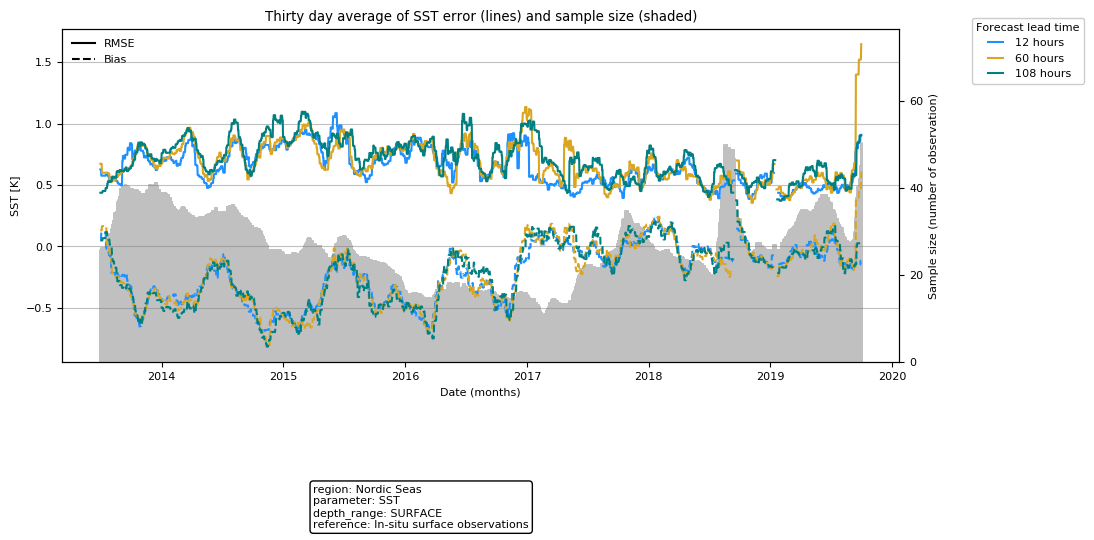 Thirty day average of SST error (lines) and sample size (shaded)
RMSE
Bias
Forecast lead time
12 hours
60 hours
108 hours
1.5
1.0
0.5
0.0
−0.5
SST [K]
60
40
20
0
Sample size (number of observation)
2014
2015
2016
2017
2018
2019
2020
Date (months)
region: Nordic Seas
parameter: SST
depth_range: SURFACE
reference: In-situ surface observations